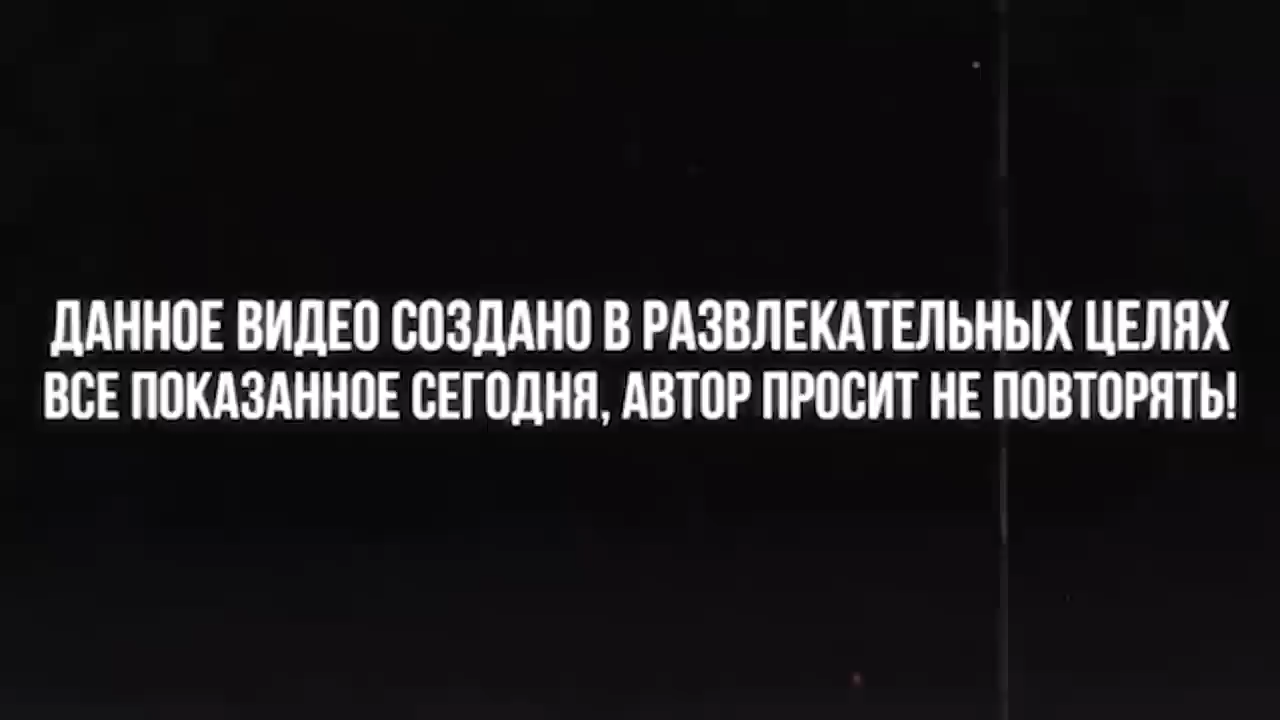 ДАННОЕ ВИДЕО СОЗДАНО В РАЗВЛЕКАТЕЛЬНЫХ ЦЕЛЯХ
ВСЕ ПОКАЗАННОЕ СЕГОДНЯ, АВТОР ПРОСИТ НЕ ПОВТОРЯТЬ!